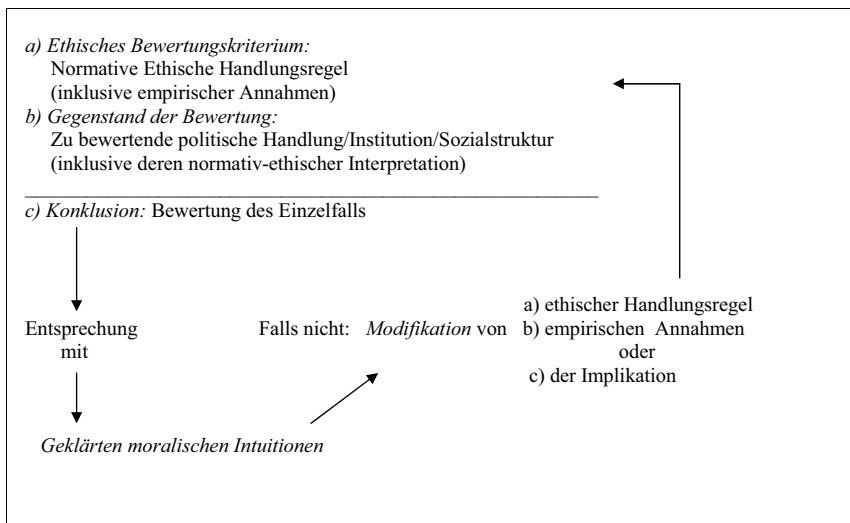 a) Ethisches Bewertungskriterium:
Normative Ethische Handlungsregel
(inklusive empirischer Annahmen)
b) Gegenstand der Bewertung:
Zu bewertende politische Handlung/Institution/Sozialstruktur
(inklusive deren normativ-ethischer Interpretation)
c) Konklusion: Bewertung des Einzelfalls
Entsprechung
mit
Geklärten moralischen Intuitionen
Falls nicht: Modifikation von
a) ethischer Handlungsregel
b) empirischen Annahmen
oder
c) der Implikation